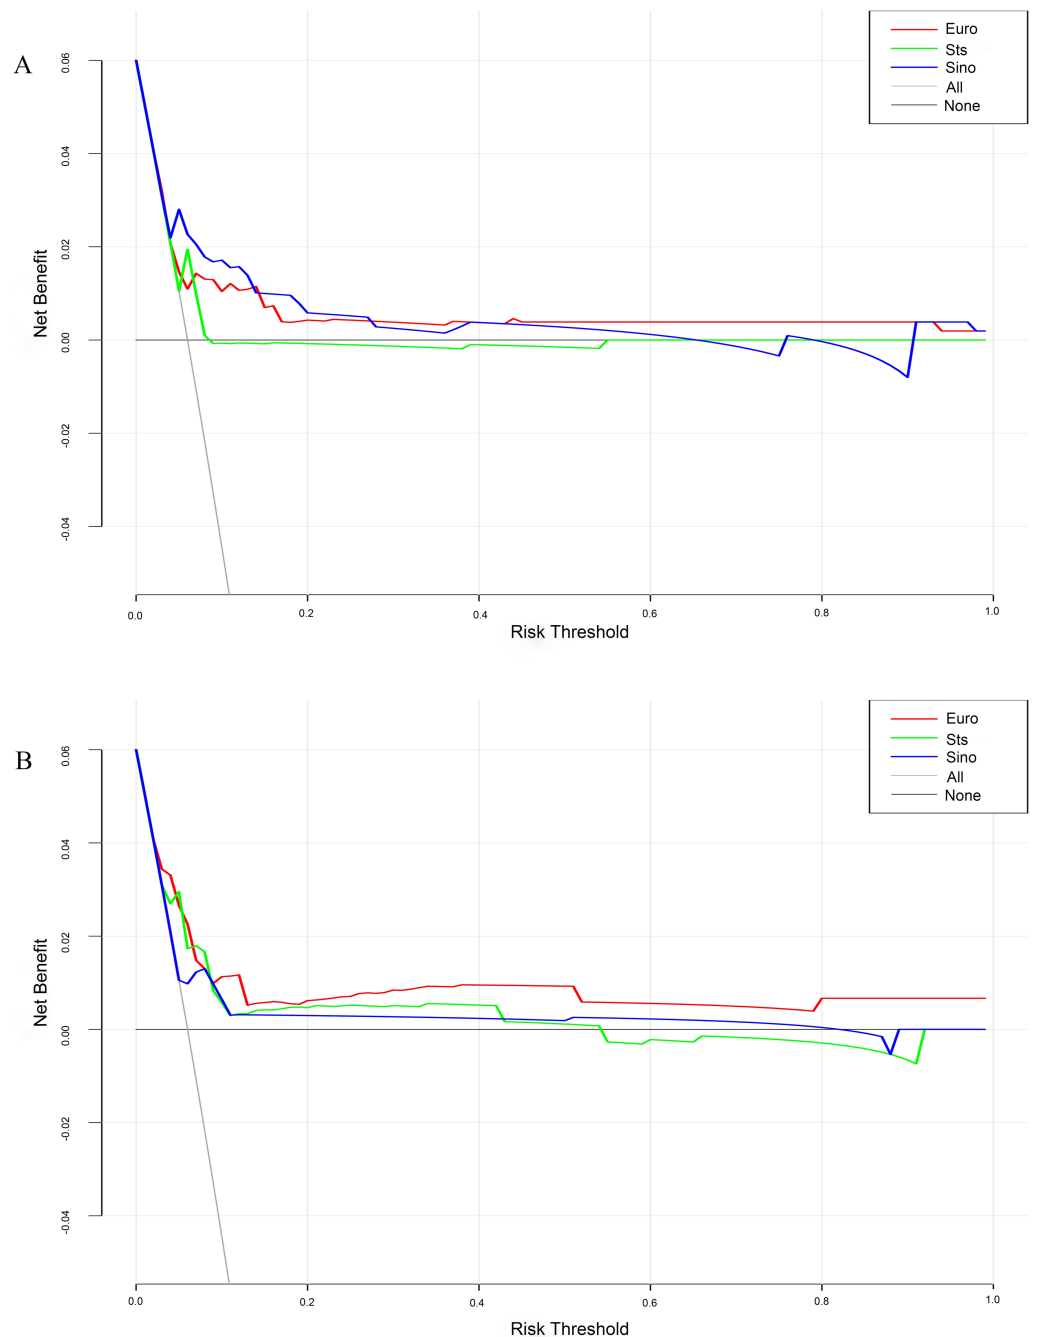 A
Euro
Sts
Sino
All
None
Net Benefit
0.06
0.04
0.02
0.00
-0.02
-0.04
0.0 0.2 0.4 0.6 0.8 1.0
Risk Threshold
B
Euro
Sts
Sino
All
None
Net Benefit
0.06
0.04
0.02
0.00
-0.02
-0.04
0.0 0.2 0.4 0.6 0.8 1.0
Risk Threshold